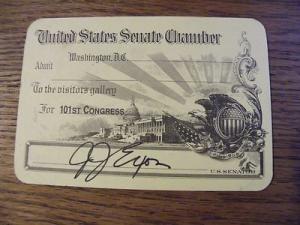 United States Senate Chamber
Washington, D.C.
Admit
To the visitors gallery
For 101ST CONGRESS
U.S. SENATOR